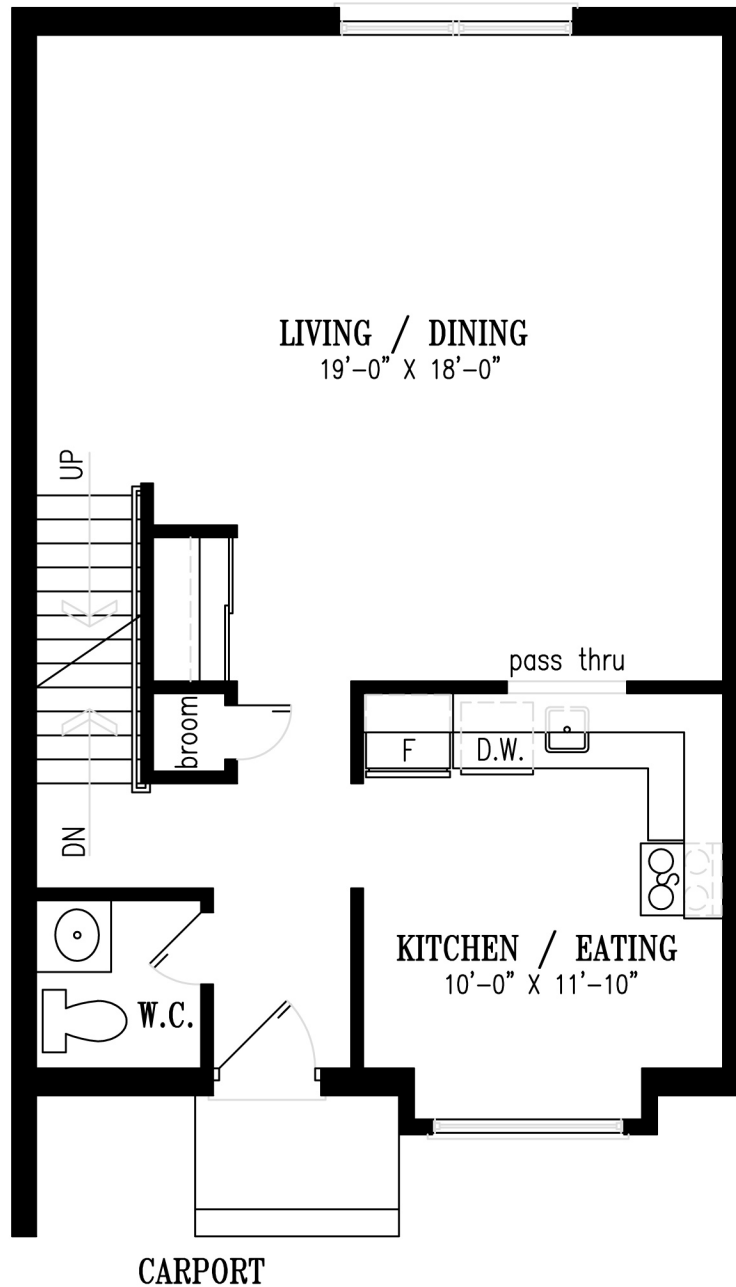 LIVING / DINING
19'-0" X 18'-0"
UP
pass thru
broom
F
D.W.
DN
S
KITCHEN / EATING
10'-0" X 11'-10"
W.C.
CARPORT